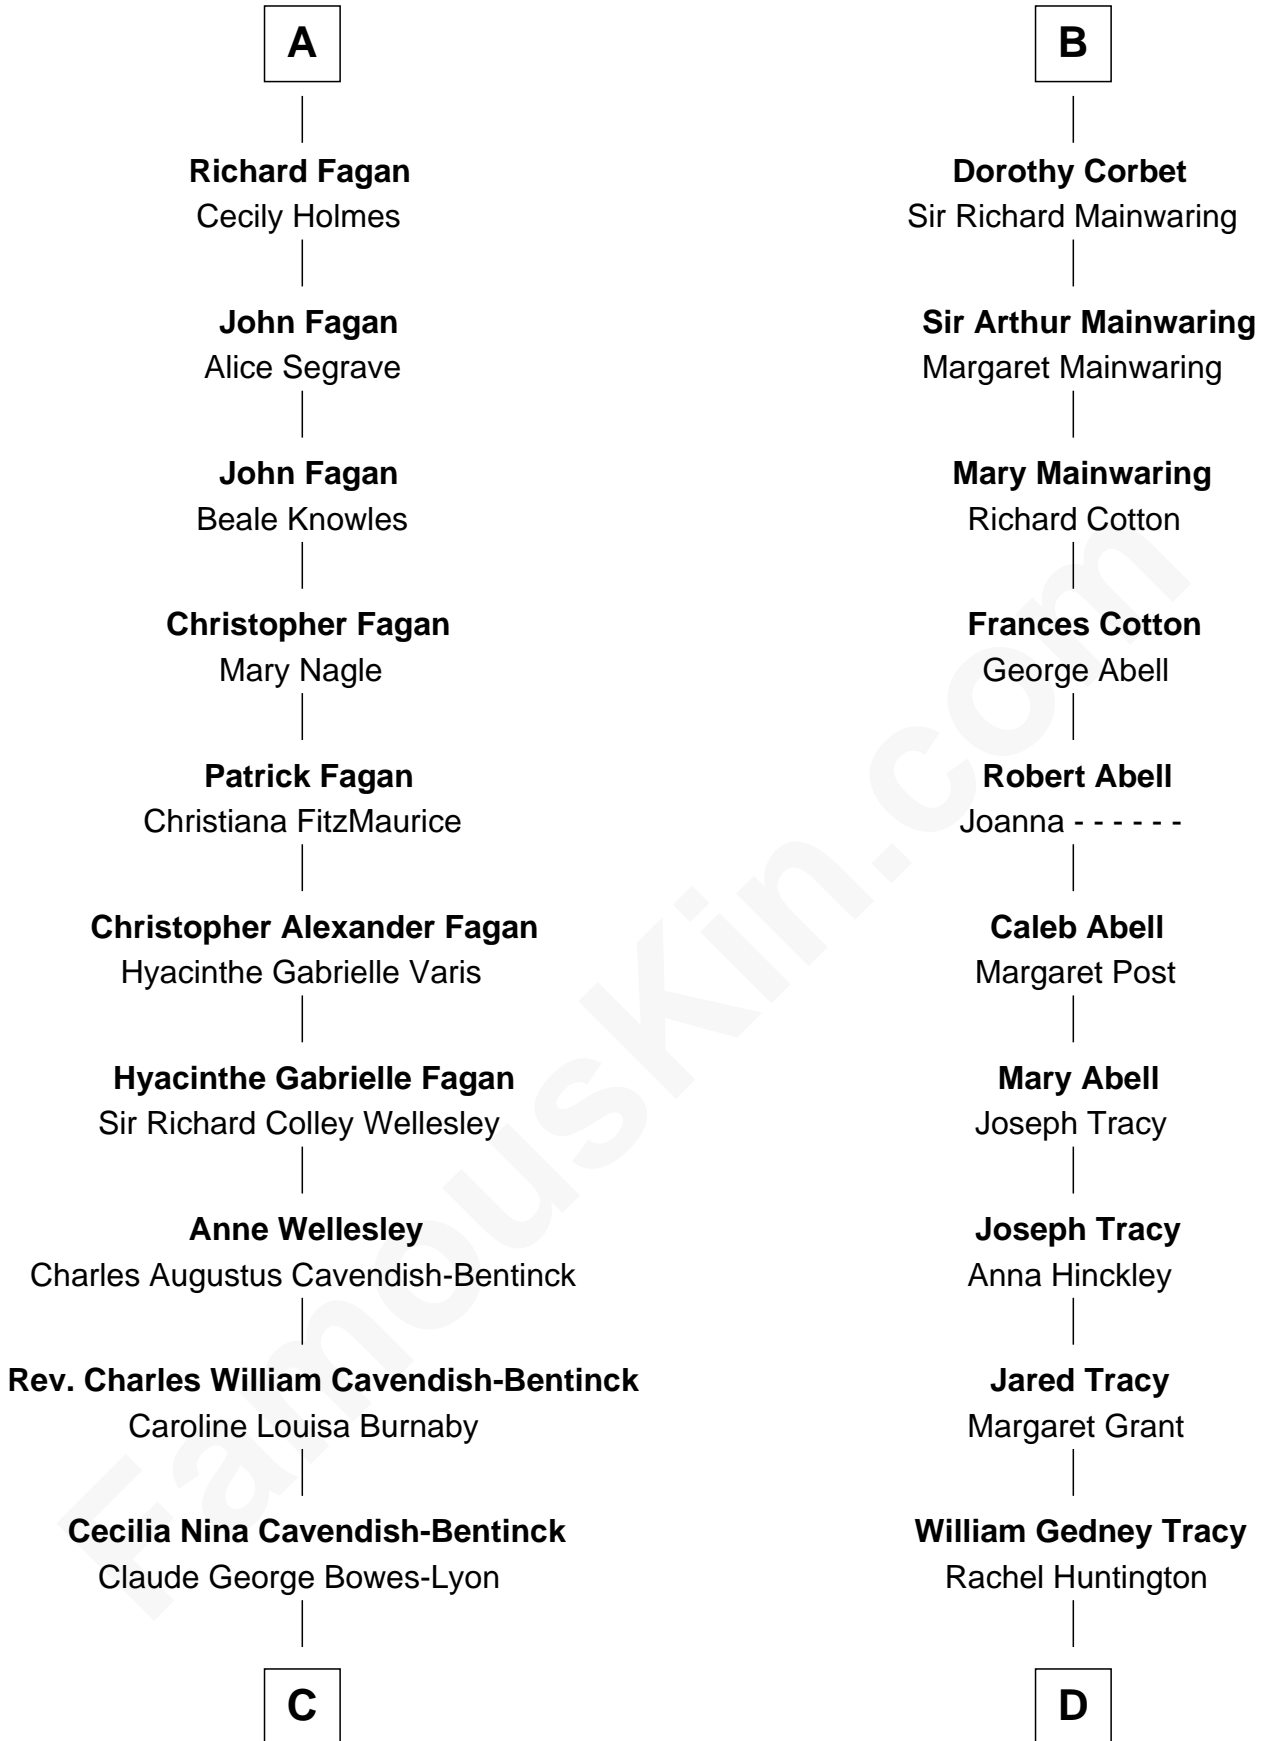 A
Richard Fagan
Cecily Holmes
John Fagan
Alice Segrave
John Fagan
Beale Knowles
Christopher Fagan
Mary Nagle
Patrick Fagan
Christiana FitzMaurice
Christopher Alexander Fagan
Hyacinthe Gabrielle Varis
Hyacinthe Gabrielle Fagan
Sir Richard Colley Wellesley
Anne Wellesley
Charles Augustus Cavendish-Bentinck
Rev. Charles William Cavendish-Bentinck
Caroline Louisa Burnaby
Cecilia Nina Cavendish-Bentinck
Claude George Bowes-Lyon
C
B
Dorothy Corbet
Sir Richard Mainwaring
Sir Arthur Mainwaring
Margaret Mainwaring
Mary Mainwaring
Richard Cotton
Frances Cotton
George Abell
Robert Abell
Joanna - - - - - -
Caleb Abell
Margaret Post
Mary Abell
Joseph Tracy
Joseph Tracy
Anna Hinckley
Jared Tracy
Margaret Grant
William Gedney Tracy
Rachel Huntington
D
FamousKin.com